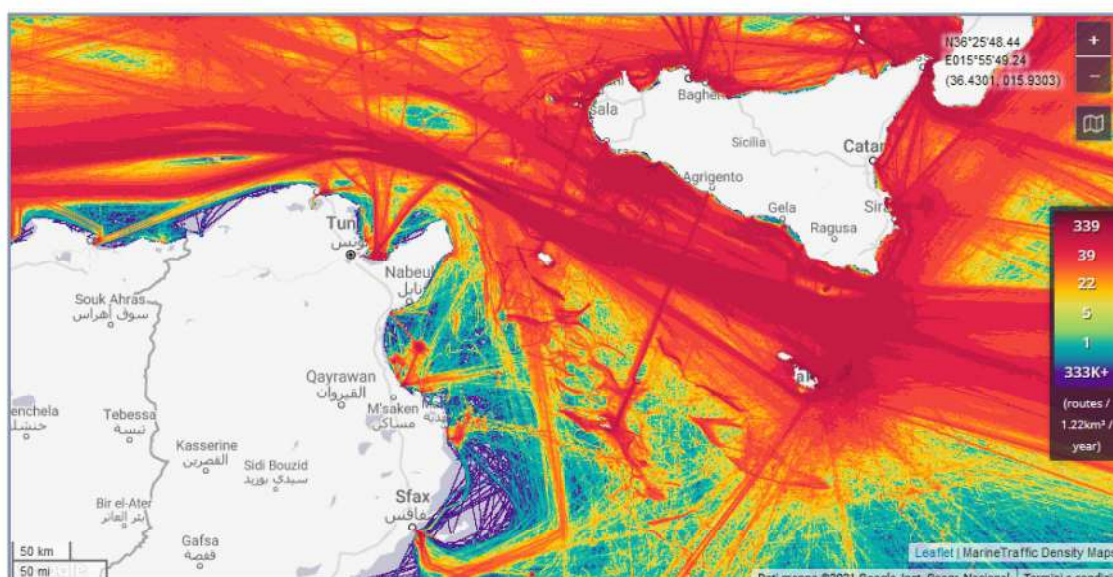 N36°25'48.44
E015°55'49.24
(36.4301, 015.9303)
+
−
Bagher
sala
Sicilia
Catan
Agrigento
Gela
Sira
Ragusa
339
39
22
5
1
333K+
(routes /
1.22km² /
year)
Tun
تونس
Nabeul
نابل
Souk Ahras
سوق أهراس
Qayrawan
القيروان
M'saken
مساكن
enchela
خنشلة
Tebessa
تبسة
Kasserine
القصرين
Sidi Bouzid
سيدي بوزيد
Sfax
صفاقس
Bir el-Ater
بئر العاتر
Gafsa
قفصة
50 km
50 mi
Leaflet | MarineTraffic Density Maps